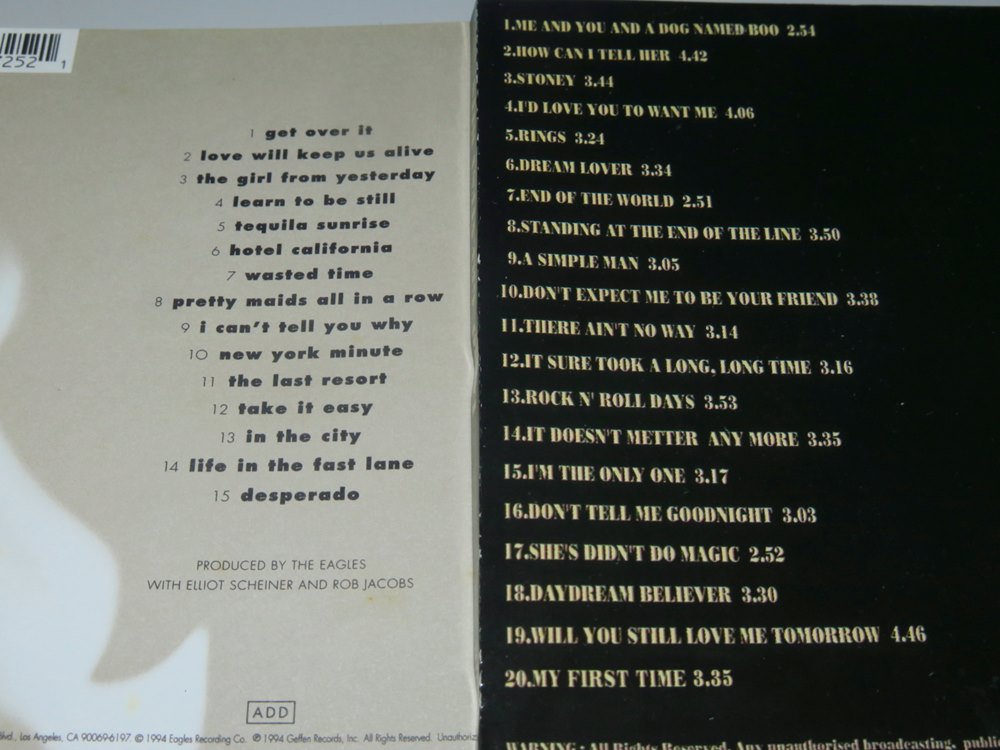 252 1
1 get over it
2 love will keep us alive
3 the girl from yesterday
4 learn to be still
5 tequila sunrise
6 hotel california
7 wasted time
8 pretty maids all in a row
9 i can't tell you why
10 new york minute
11 the last resort
12 take it easy
13 in the city
14 life in the fast lane
15 desperado
PRODUCED BY THE EAGLES
WITH ELLIOT SCHEINER AND ROB JACOBS
ADD
Blvd., Los Angeles, CA 90069-6197 © 1994 Eagles Recording Co. ℗ 1994 Geffen Records, Inc. All Rights Reserved.
1.ME AND YOU AND A DOG NAMED BOO 2.54
2.HOW CAN I TELL HER 4.42
3.STONEY 3.44
4.I'D LOVE YOU TO WANT ME 4.06
5.RINGS 3.24
6.DREAM LOVER 3.34
7.END OF THE WORLD 2.51
8.STANDING AT THE END OF THE LINE 3.50
9.A SIMPLE MAN 3.05
10.DON'T EXPECT ME TO BE YOUR FRIEND 3.38
11.THERE AIN'T NO WAY 3.14
12.IT SURE TOOK A LONG, LONG TIME 3.16
13.ROCK N' ROLL DAYS 3.53
14.IT DOESN'T METTER ANY MORE 3.35
15.I'M THE ONLY ONE 3.17
16.DON'T TELL ME GOODNIGHT 3.03
17.SHE'S DIDN'T DO MAGIC 2.52
18.DAYDREAM BELIEVER 3.30
19.WILL YOU STILL LOVE ME TOMORROW 4.46
20.MY FIRST TIME 3.35
WARNING : All Rights Reserved. Any unauthorised broadcasting,